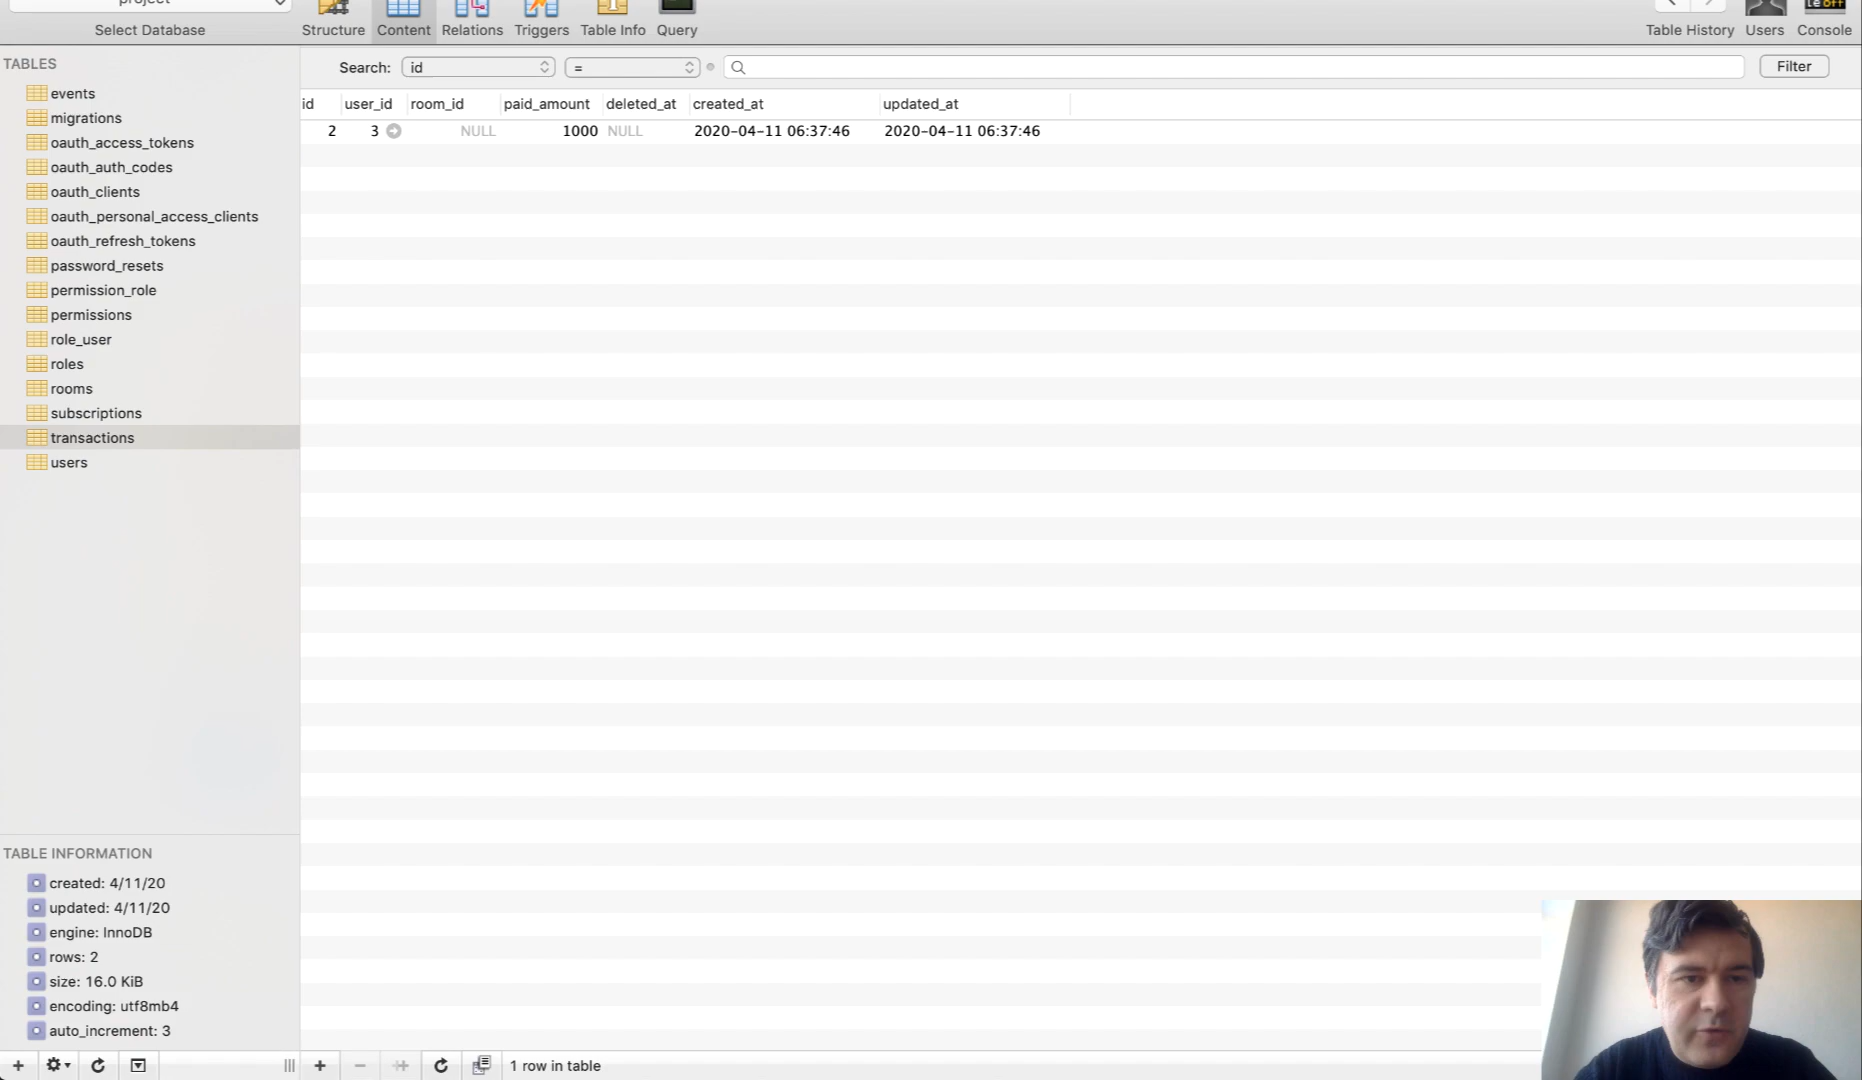 project
Select Database
Structure Content Relations Triggers Table Info Query
Table History Users Console
TABLES
events
migrations
oauth_access_tokens
oauth_auth_codes
oauth_clients
oauth_personal_access_clients
oauth_refresh_tokens
password_resets
permission_role
permissions
role_user
roles
rooms
subscriptions
transactions
users
Search: id = Filter
id user_id room_id paid_amount deleted_at created_at updated_at
2 3 NULL 1000 NULL 2020-04-11 06:37:46 2020-04-11 06:37:46
TABLE INFORMATION
created: 4/11/20
updated: 4/11/20
engine: InnoDB
rows: 2
size: 16.0 KiB
encoding: utf8mb4
auto_increment: 3
1 row in table